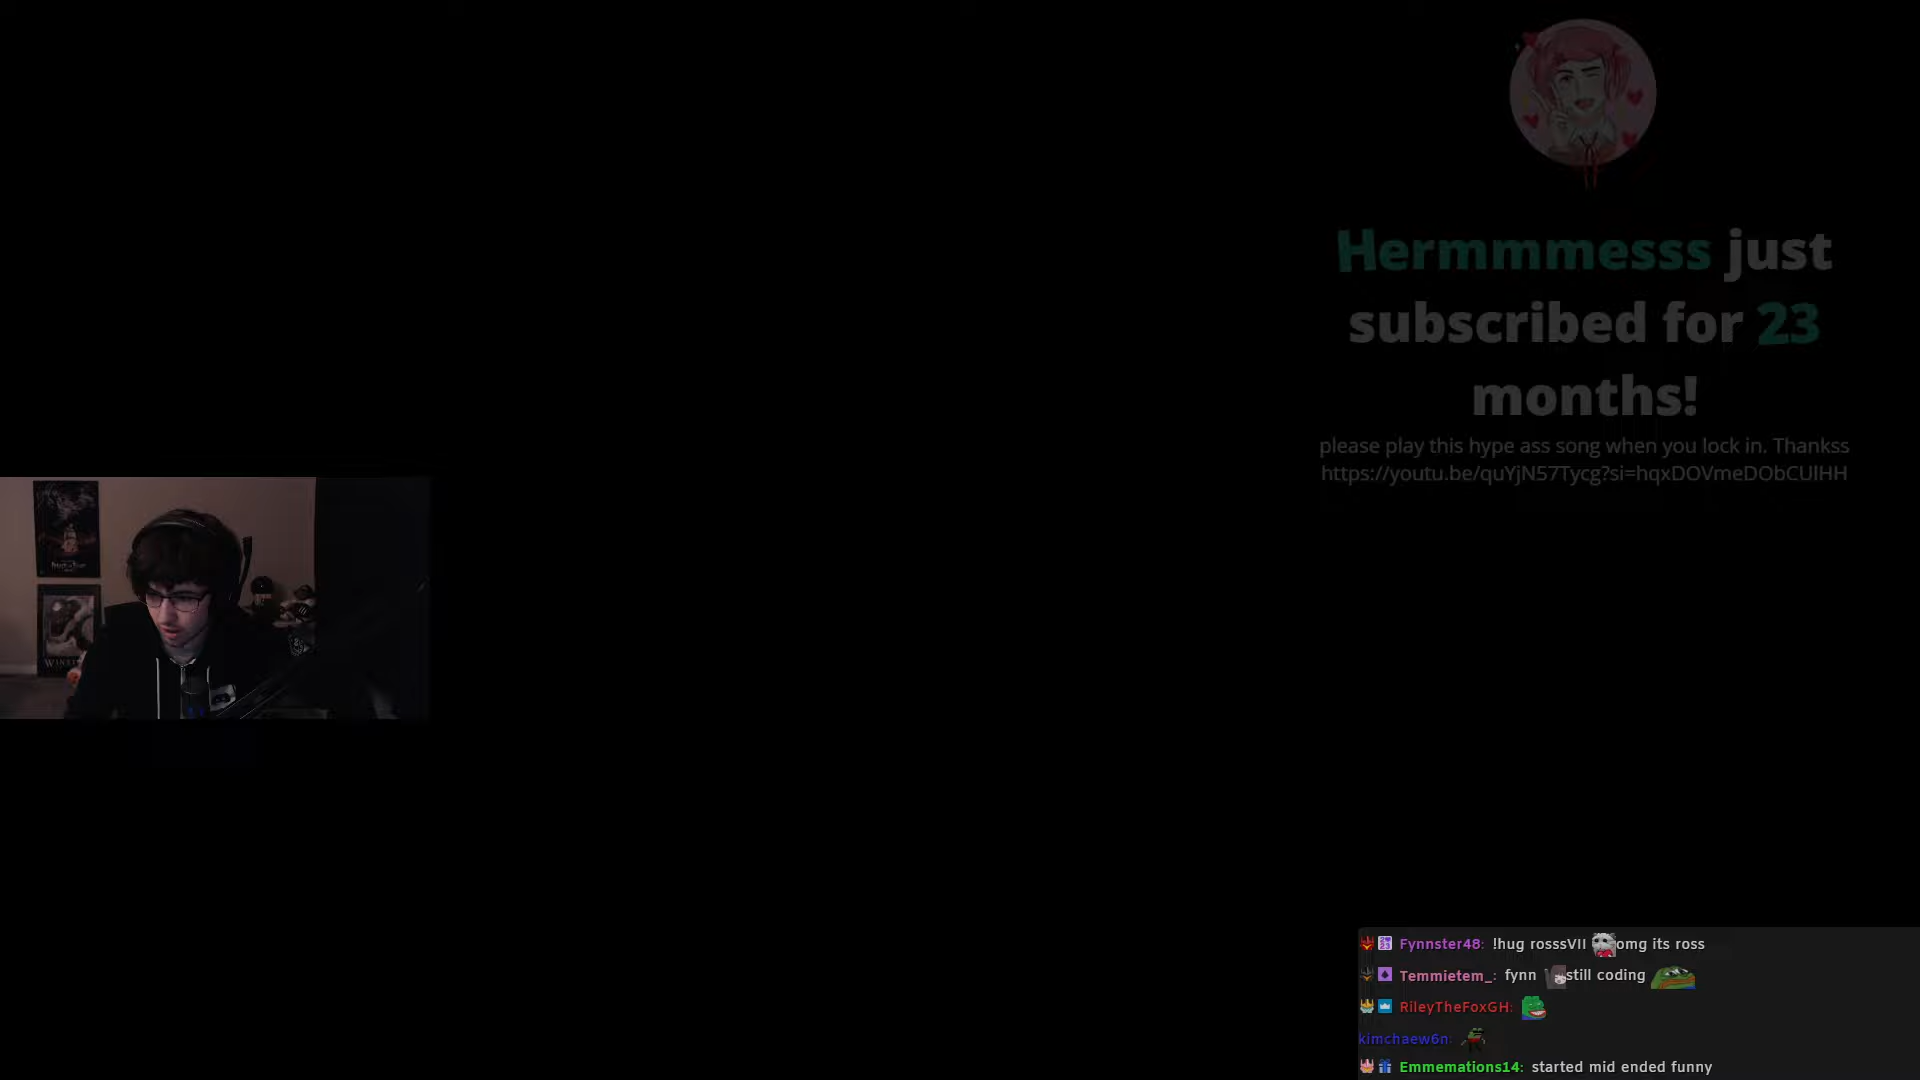 Hermmmesss just
subscribed for 23
months!
please play this hype ass song when you lock in. Thankss
https://youtu.be/quYjN57Tycg?si=hqxDOVmeDObCUlHH
Fynnster48: !hug rosssVII omg its ross
Temmietem_: fynn still coding
RileyTheFoxGH:
kimchaew6n:
Emmemations14: started mid ended funny